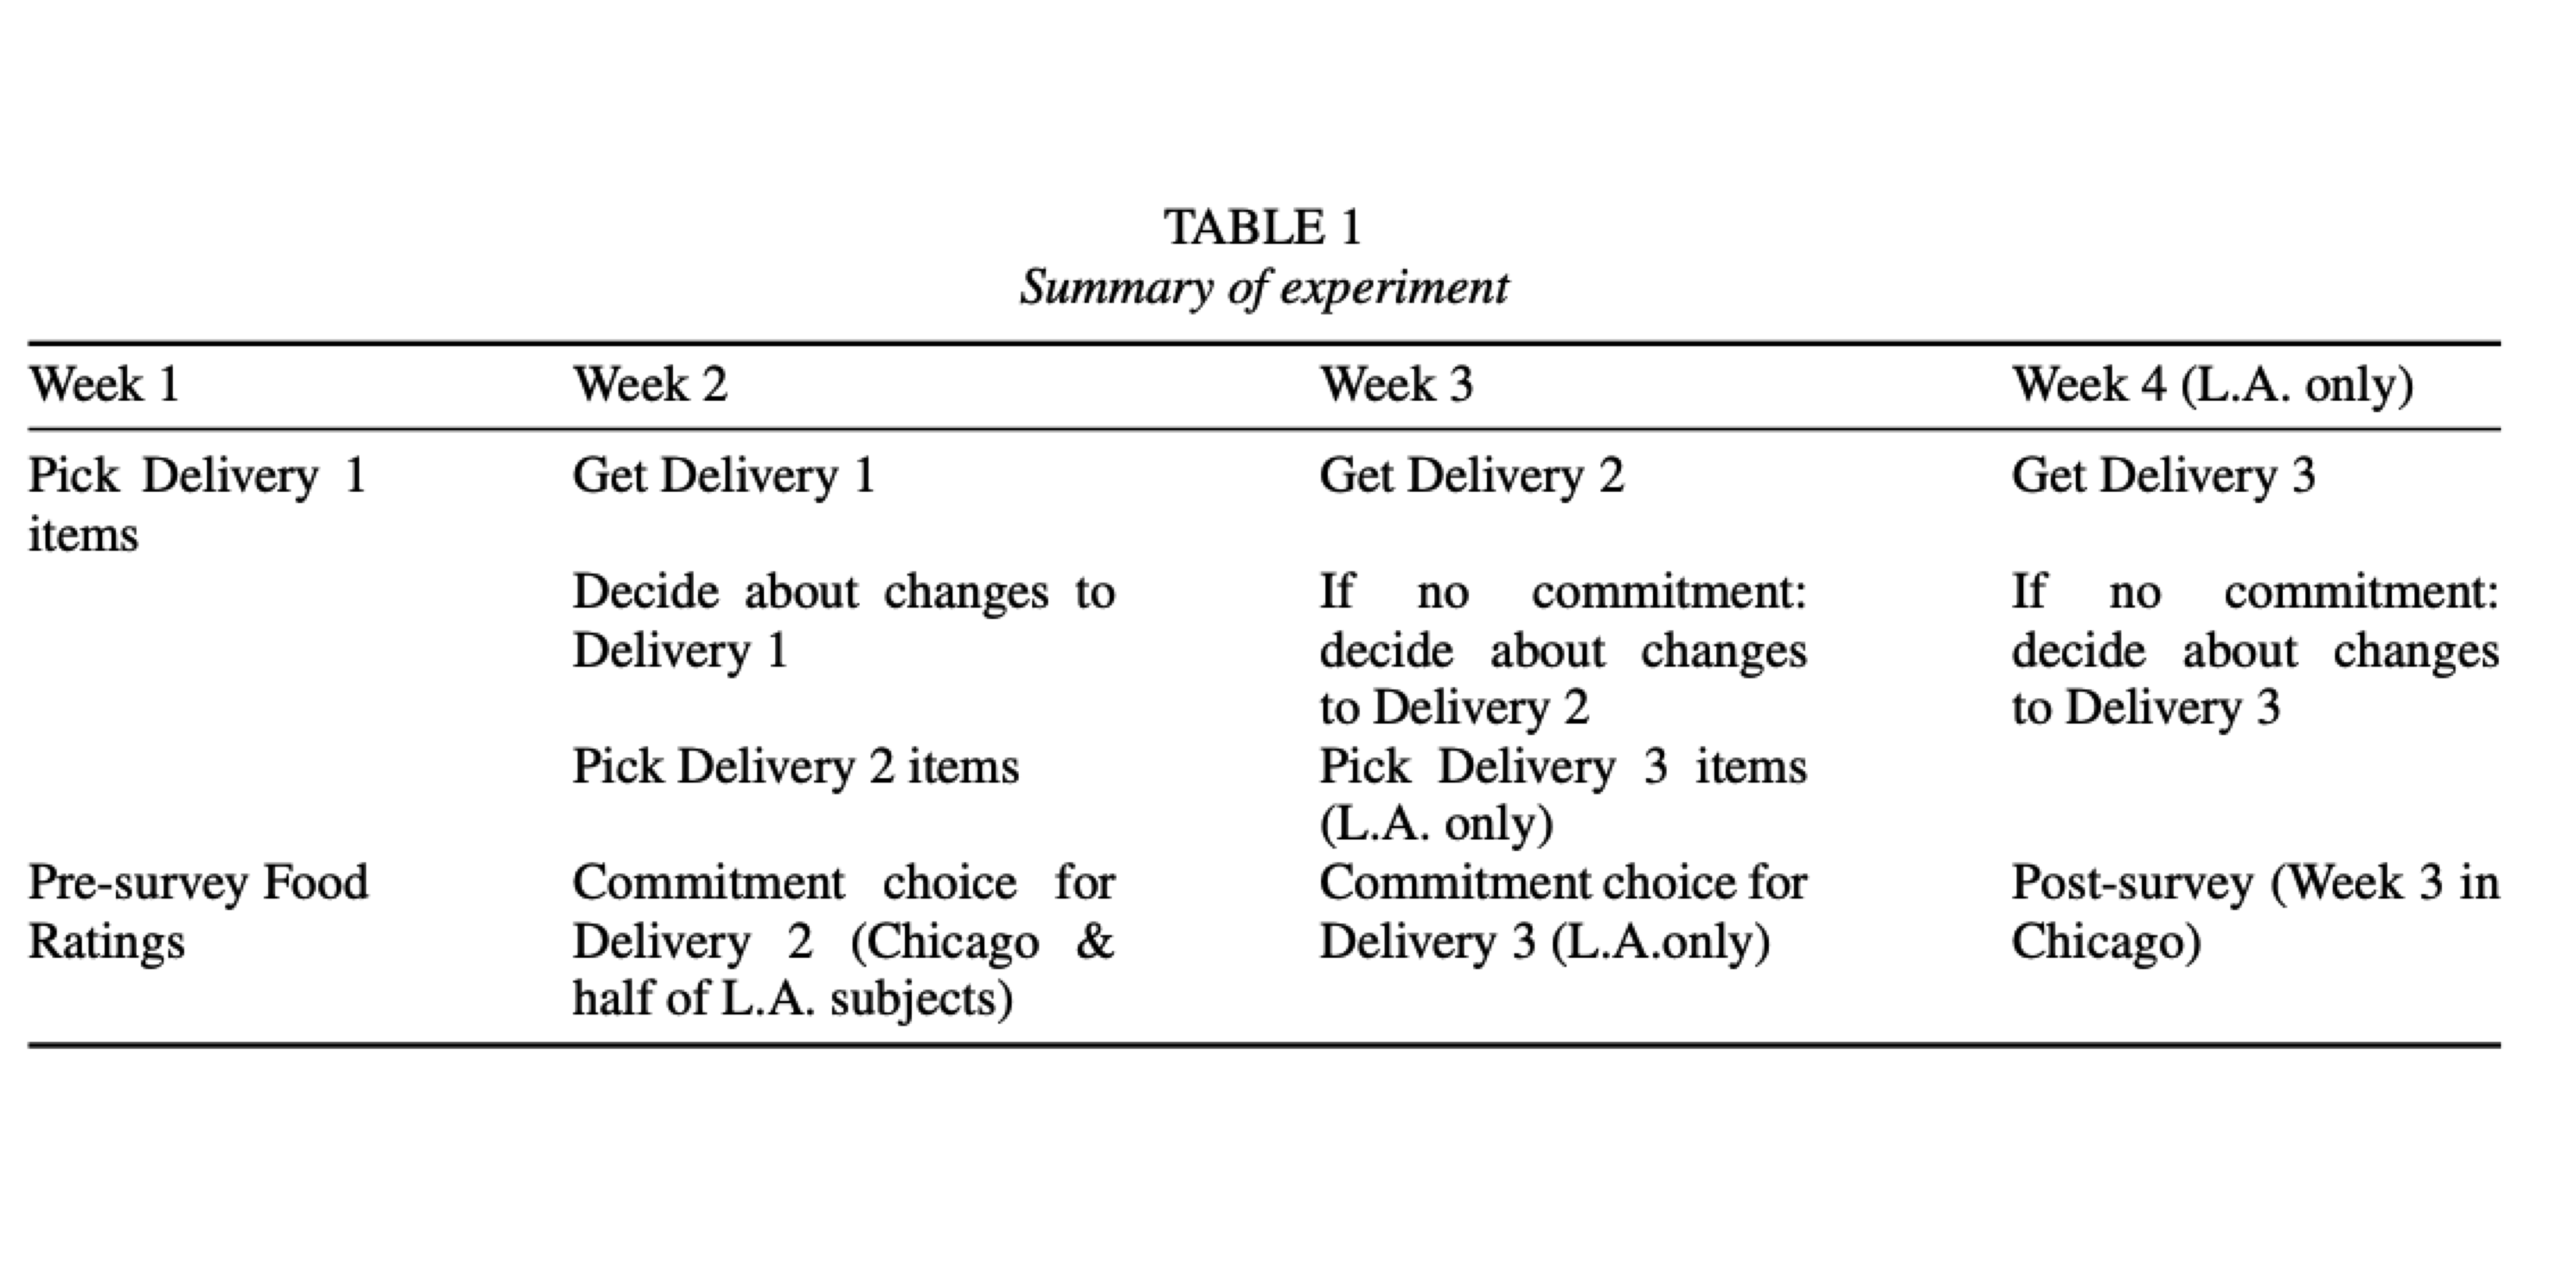 TABLE 1
Summary of experiment
Week 1
Week 2
Week 3
Week 4 (L.A. only)
Pick Delivery 1
items
Get Delivery 1
Get Delivery 2
Get Delivery 3
Decide about changes to
Delivery 1
If no commitment:
decide about changes
to Delivery 2
If no commitment:
decide about changes
to Delivery 3
Pick Delivery 2 items
Pick Delivery 3 items
(L.A. only)
Pre-survey Food
Ratings
Commitment choice for
Delivery 2 (Chicago &
half of L.A. subjects)
Commitment choice for
Delivery 3 (L.A.only)
Post-survey (Week 3 in
Chicago)